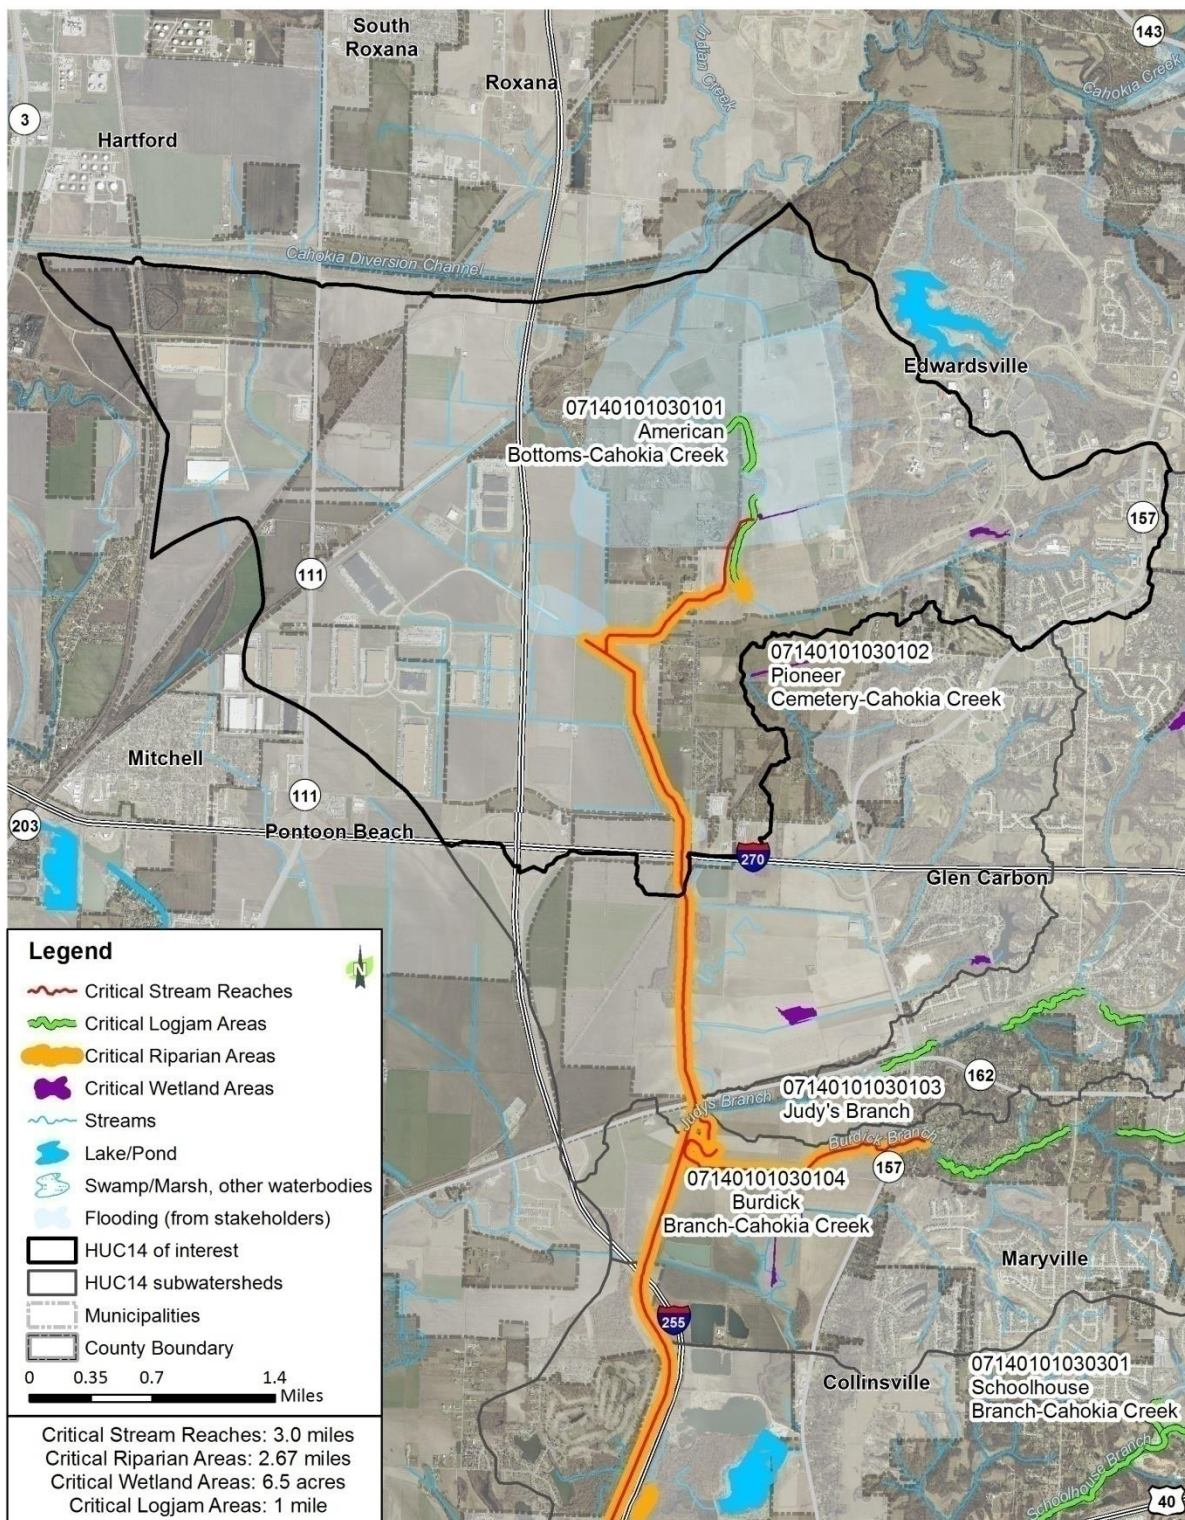 South
Roxana
Roxana
143
Indian Creek
Cahokia Creek
3
Hartford
Cahokia Diversion Channel
Edwardsville
07140101030101
American
Bottoms-Cahokia Creek
157
111
07140101030102
Pioneer
Cemetery-Cahokia Creek
Mitchell
111
203
Pontoon Beach
270
Glen Carbon
Legend
N
Critical Stream Reaches
Critical Logjam Areas
Critical Riparian Areas
Critical Wetland Areas
Streams
Lake/Pond
Swamp/Marsh, other waterbodies
Flooding (from stakeholders)
HUC14 of interest
HUC14 subwatersheds
Municipalities
County Boundary
0 0.35 0.7 1.4
Miles
Critical Stream Reaches: 3.0 miles
Critical Riparian Areas: 2.67 miles
Critical Wetland Areas: 6.5 acres
Critical Logjam Areas: 1 mile
162
07140101030103
Judy's Branch
Judys Branch
Burdick Branch
157
07140101030104
Burdick
Branch-Cahokia Creek
Maryville
255
07140101030301
Schoolhouse
Branch-Cahokia Creek
Collinsville
Schoolhouse Branch
40